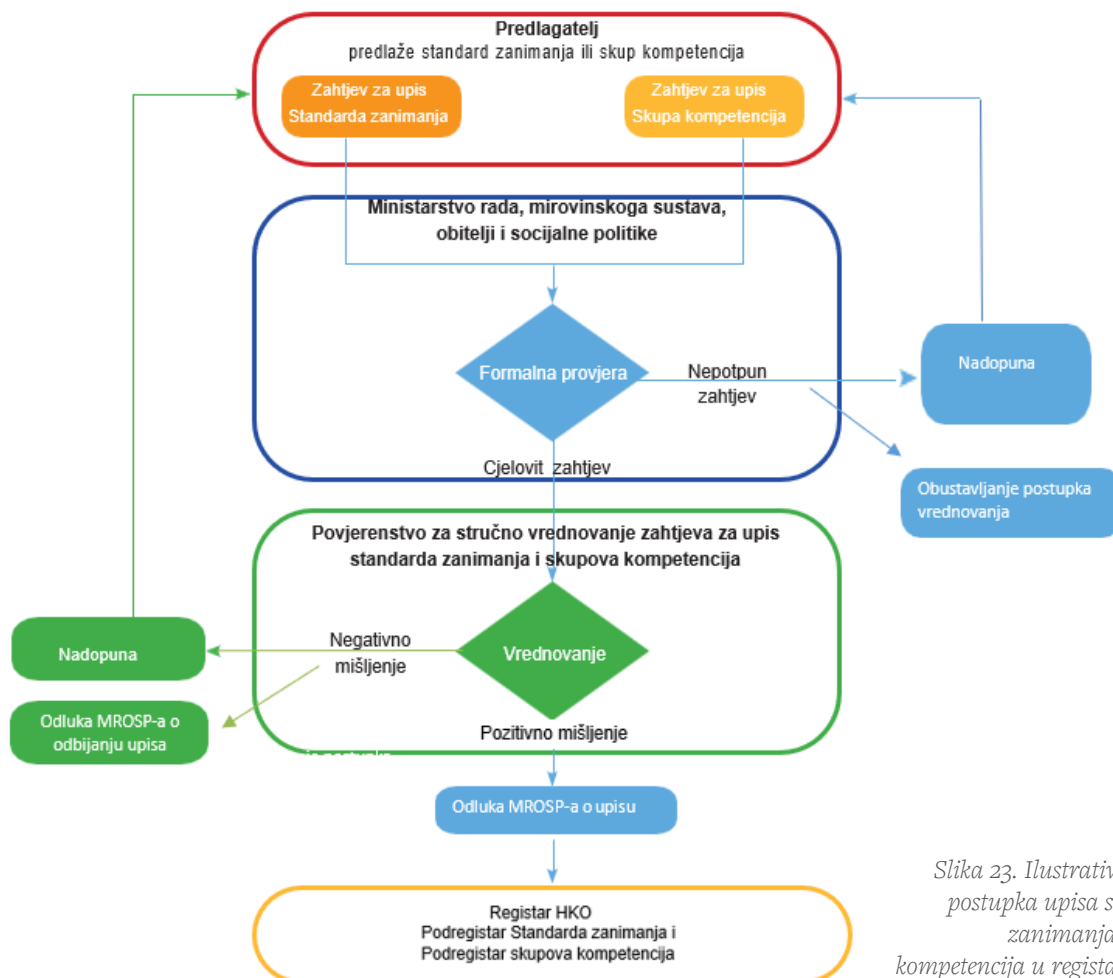 Predlagatelj
predlaže standard zanimanja ili skup kompetencija
Zahtjev za upis
Standarda zanimanja
Zahtjev za upis
Skupa kompetencija
Ministarstvo rada, mirovinskoga sustava,
obitelji i socijalne politike
Formalna provjera
Nepotpun
zahtjev
Nadopuna
Cjelovit zahtjev
Obustavljanje postupka
vrednovanja
Povjerenstvo za stručno vrednovanje zahtjeva za upis
standarda zanimanja i skupova kompetencija
Nadopuna
Negativno
mišljenje
Vrednovanje
Odluka MROSP-a o
odbijanju upisa
Pozitivno mišljenje
Odluka MROSP-a o upisu
Registar HKO
Podregistar Standarda zanimanja i
Podregistar skupova kompetencija
Slika 23. Ilustrativ
postupka upisa s
zanimanja
kompetencija u regista